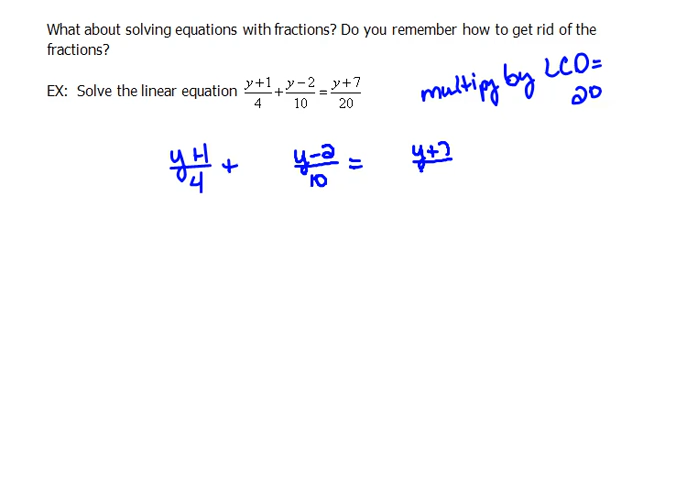 What about solving equations with fractions? Do you remember how to get rid of the
fractions?
EX: Solve the linear equation (y+1)/4 + (y−2)/10 = (y+7)/20
multipy by LCD=
20
(y+1)/4 + (y-2)/10 = y+7